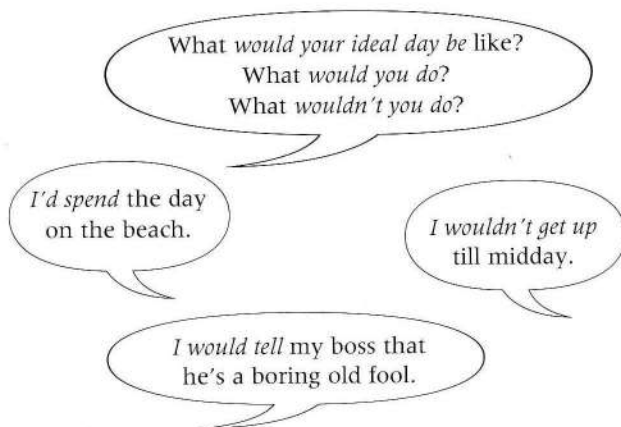 What would your ideal day be like?
What would you do?
What wouldn't you do?
I'd spend the day
on the beach.
I wouldn't get up
till midday.
I would tell my boss that
he's a boring old fool.